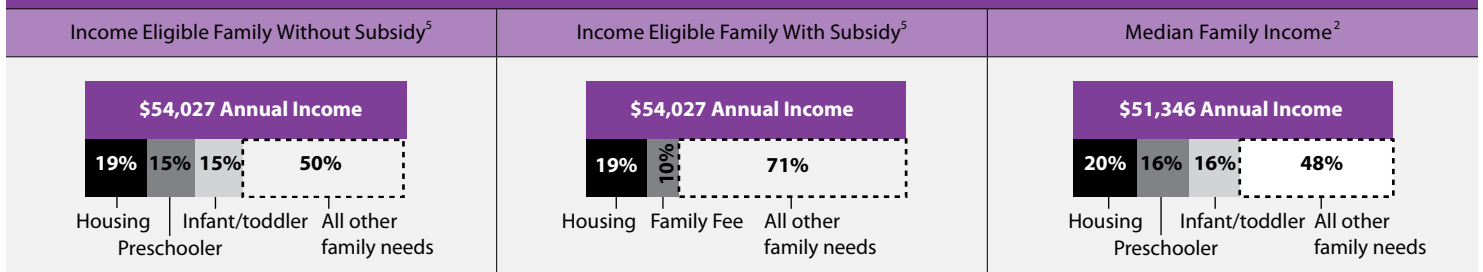 Income Eligible Family Without Subsidy⁵
Income Eligible Family With Subsidy⁵
Median Family Income²
$54,027 Annual Income
19% 15% 15% 50%
Housing Infant/toddler All other
Preschooler family needs
$54,027 Annual Income
19% 10% 71%
Housing Family Fee All other
family needs
$51,346 Annual Income
20% 16% 16% 48%
Housing Infant/toddler All other
Preschooler family needs